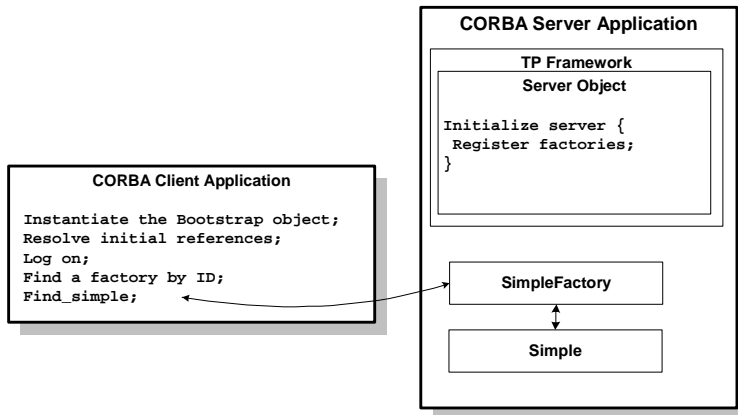 CORBA Server Application
TP Framework
Server Object
Initialize server {
Register factories;
}
CORBA Client Application
Instantiate the Bootstrap object;
Resolve initial references;
Log on;
Find a factory by ID;
Find_simple;
SimpleFactory
Simple